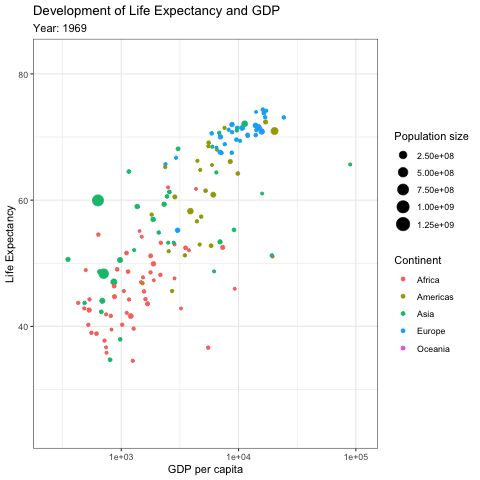 Development of Life Expectancy and GDP
Year: 1969
80
60
40
Life Expectancy
1e+03
1e+04
1e+05
GDP per capita
Population size
2.50e+08
5.00e+08
7.50e+08
1.00e+09
1.25e+09
Continent
Africa
Americas
Asia
Europe
Oceania